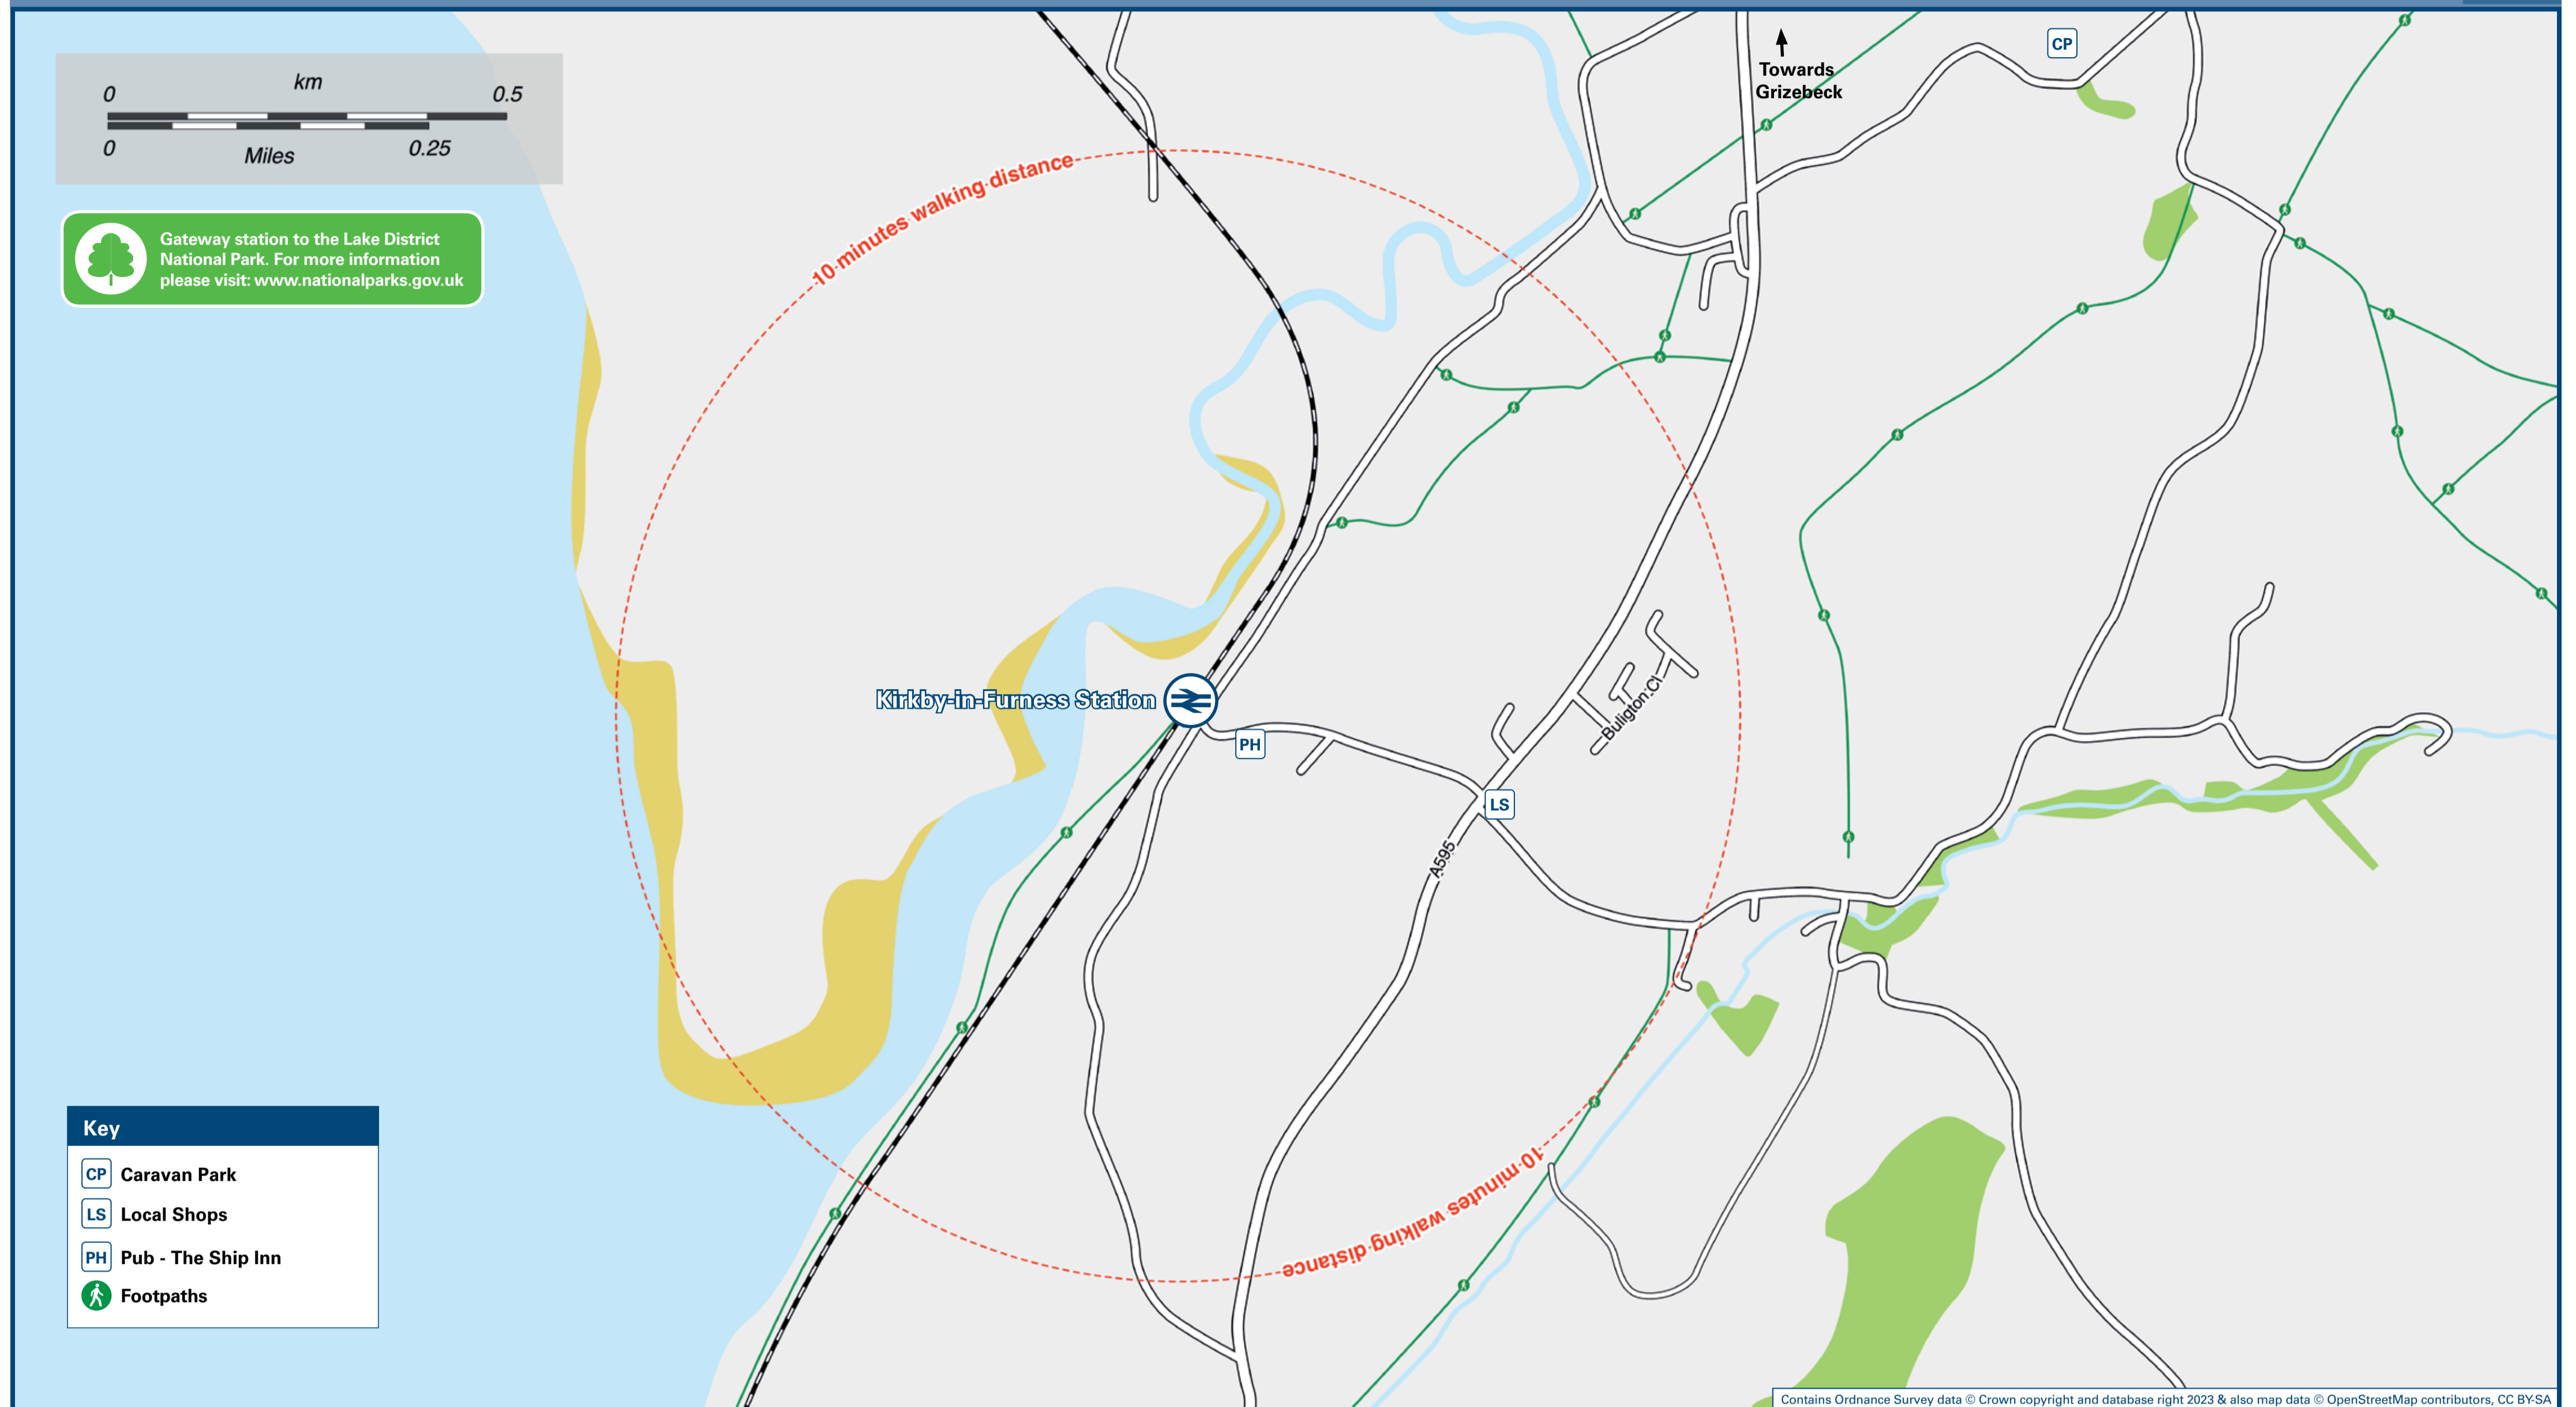 km
0 0.5
0 0.25
Miles
Gateway station to the Lake District
National Park. For more information
please visit: www.nationalparks.gov.uk
Towards
Grizebeck
CP
10 minutes walking distance
Kirkby-in-Furness Station
PH
LS
Buligton Cl
A595
10 minutes walking distance
Key
CP Caravan Park
LS Local Shops
PH Pub - The Ship Inn
Footpaths
Contains Ordnance Survey data © Crown copyright and database right 2023 & also map data © OpenStreetMap contributors, CC BY-SA